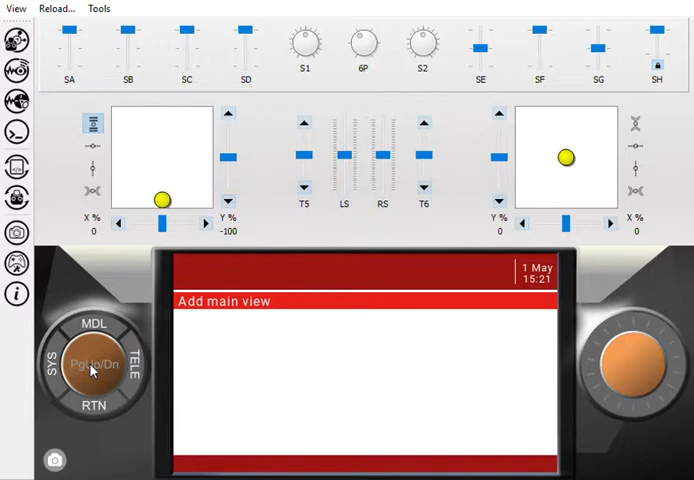 View Reload... Tools
SA SB SC SD S1 6P S2 SE SF SG SH
T5 LS RS T6
X % Y % Y % X %
0 -100 0 0
1 May
15:21
Add main view
MDL
SYS PgUp/Dn TELE
RTN